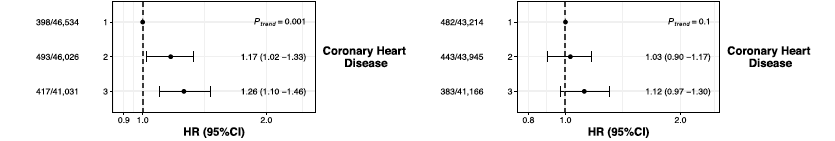 398/46,534 1 P trend = 0.001
493/46,026 2 1.17 (1.02 −1.33)
417/41,031 3 1.26 (1.10 −1.46)
Coronary Heart
Disease
0.9 1.0 2.0
HR (95%CI)
482/43,214 1 P trend = 0.1
443/43,945 2 1.03 (0.90 −1.17)
383/41,166 3 1.12 (0.97 −1.30)
Coronary Heart
Disease
0.8 1.0 2.0
HR (95%CI)